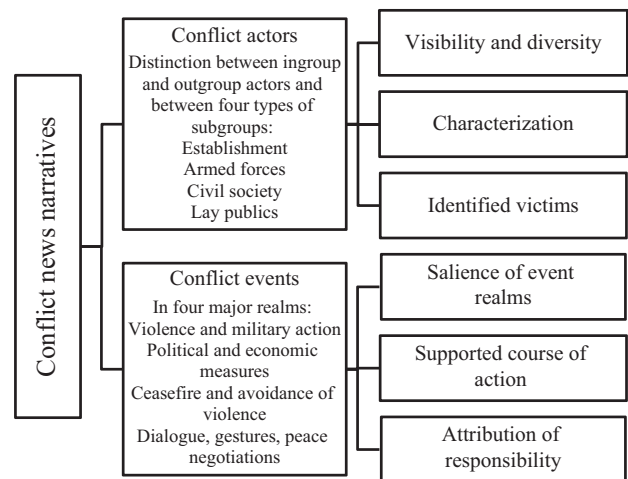 Conflict news narratives
Conflict actors
Distinction between ingroup
and outgroup actors and
between four types of
subgroups:
Establishment
Armed forces
Civil society
Lay publics
Visibility and diversity
Characterization
Identified victims
Conflict events
In four major realms:
Violence and military action
Political and economic
measures
Ceasefire and avoidance of
violence
Dialogue, gestures, peace
negotiations
Salience of event
realms
Supported course of
action
Attribution of
responsibility